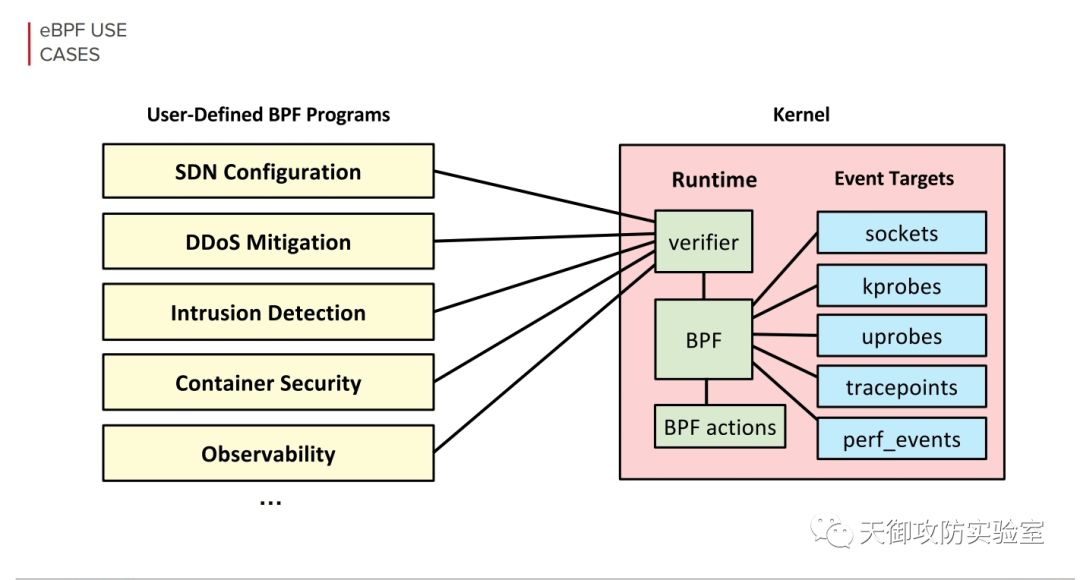 eBPF USE
CASES
User-Defined BPF Programs
SDN Configuration
DDoS Mitigation
Intrusion Detection
Container Security
Observability
...
Kernel
Runtime
verifier
BPF
BPF actions
Event Targets
sockets
kprobes
uprobes
tracepoints
perf_events
天御攻防实验室